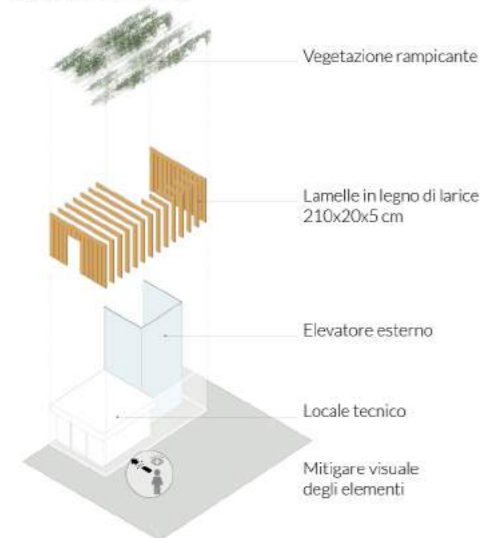 Vegetazione rampicante
Lamelle in legno di larice
210x20x5 cm
Elevatore esterno
Locale tecnico
Mitigare visuale
degli elementi